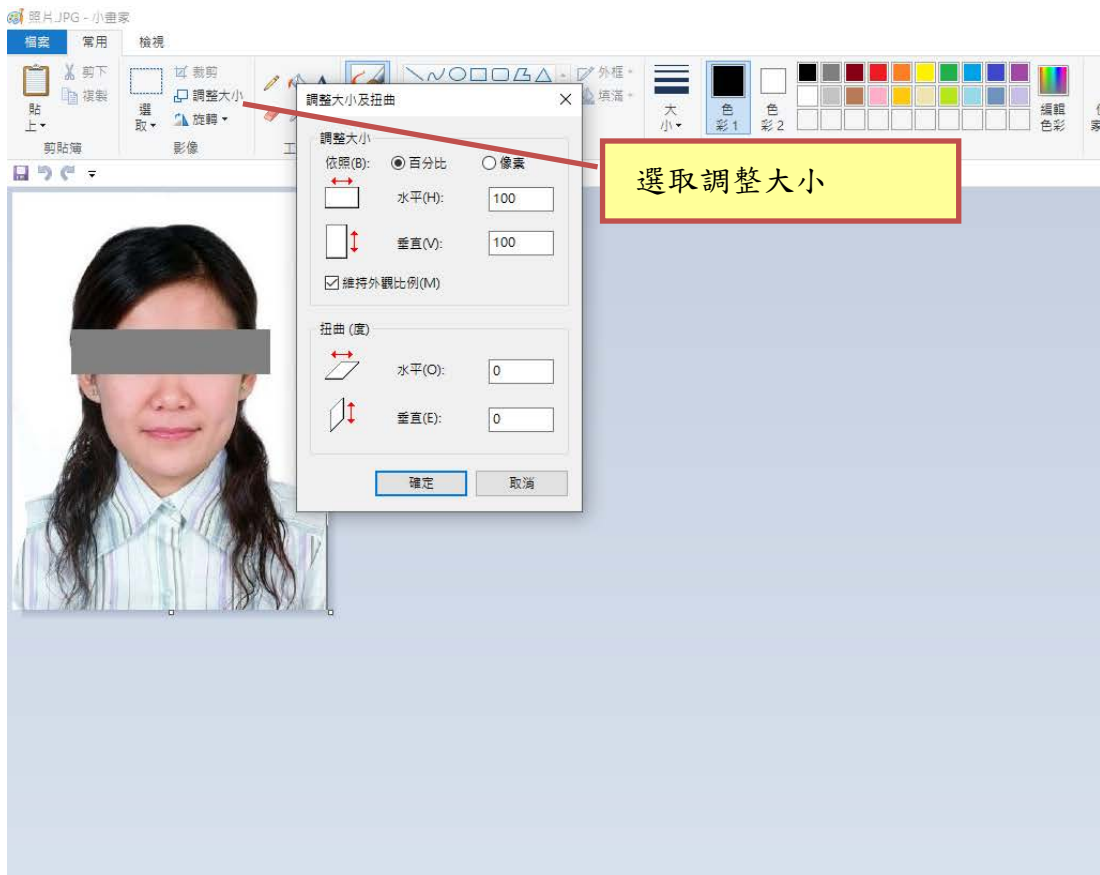 照片.JPG - 小畫家
檔案 常用 檢視
剪下
複製
貼上
剪貼簿
選取
裁剪
調整大小
旋轉
影像
工
A
外框
填滿
大小
色彩 1
色彩 2
編輯色彩
調整大小及扭曲
調整大小
依照(B): 百分比 像素
水平(H): 100
垂直(V): 100
維持外觀比例(M)
扭曲 (度)
水平(O): 0
垂直(E): 0
確定 取消
選取調整大小